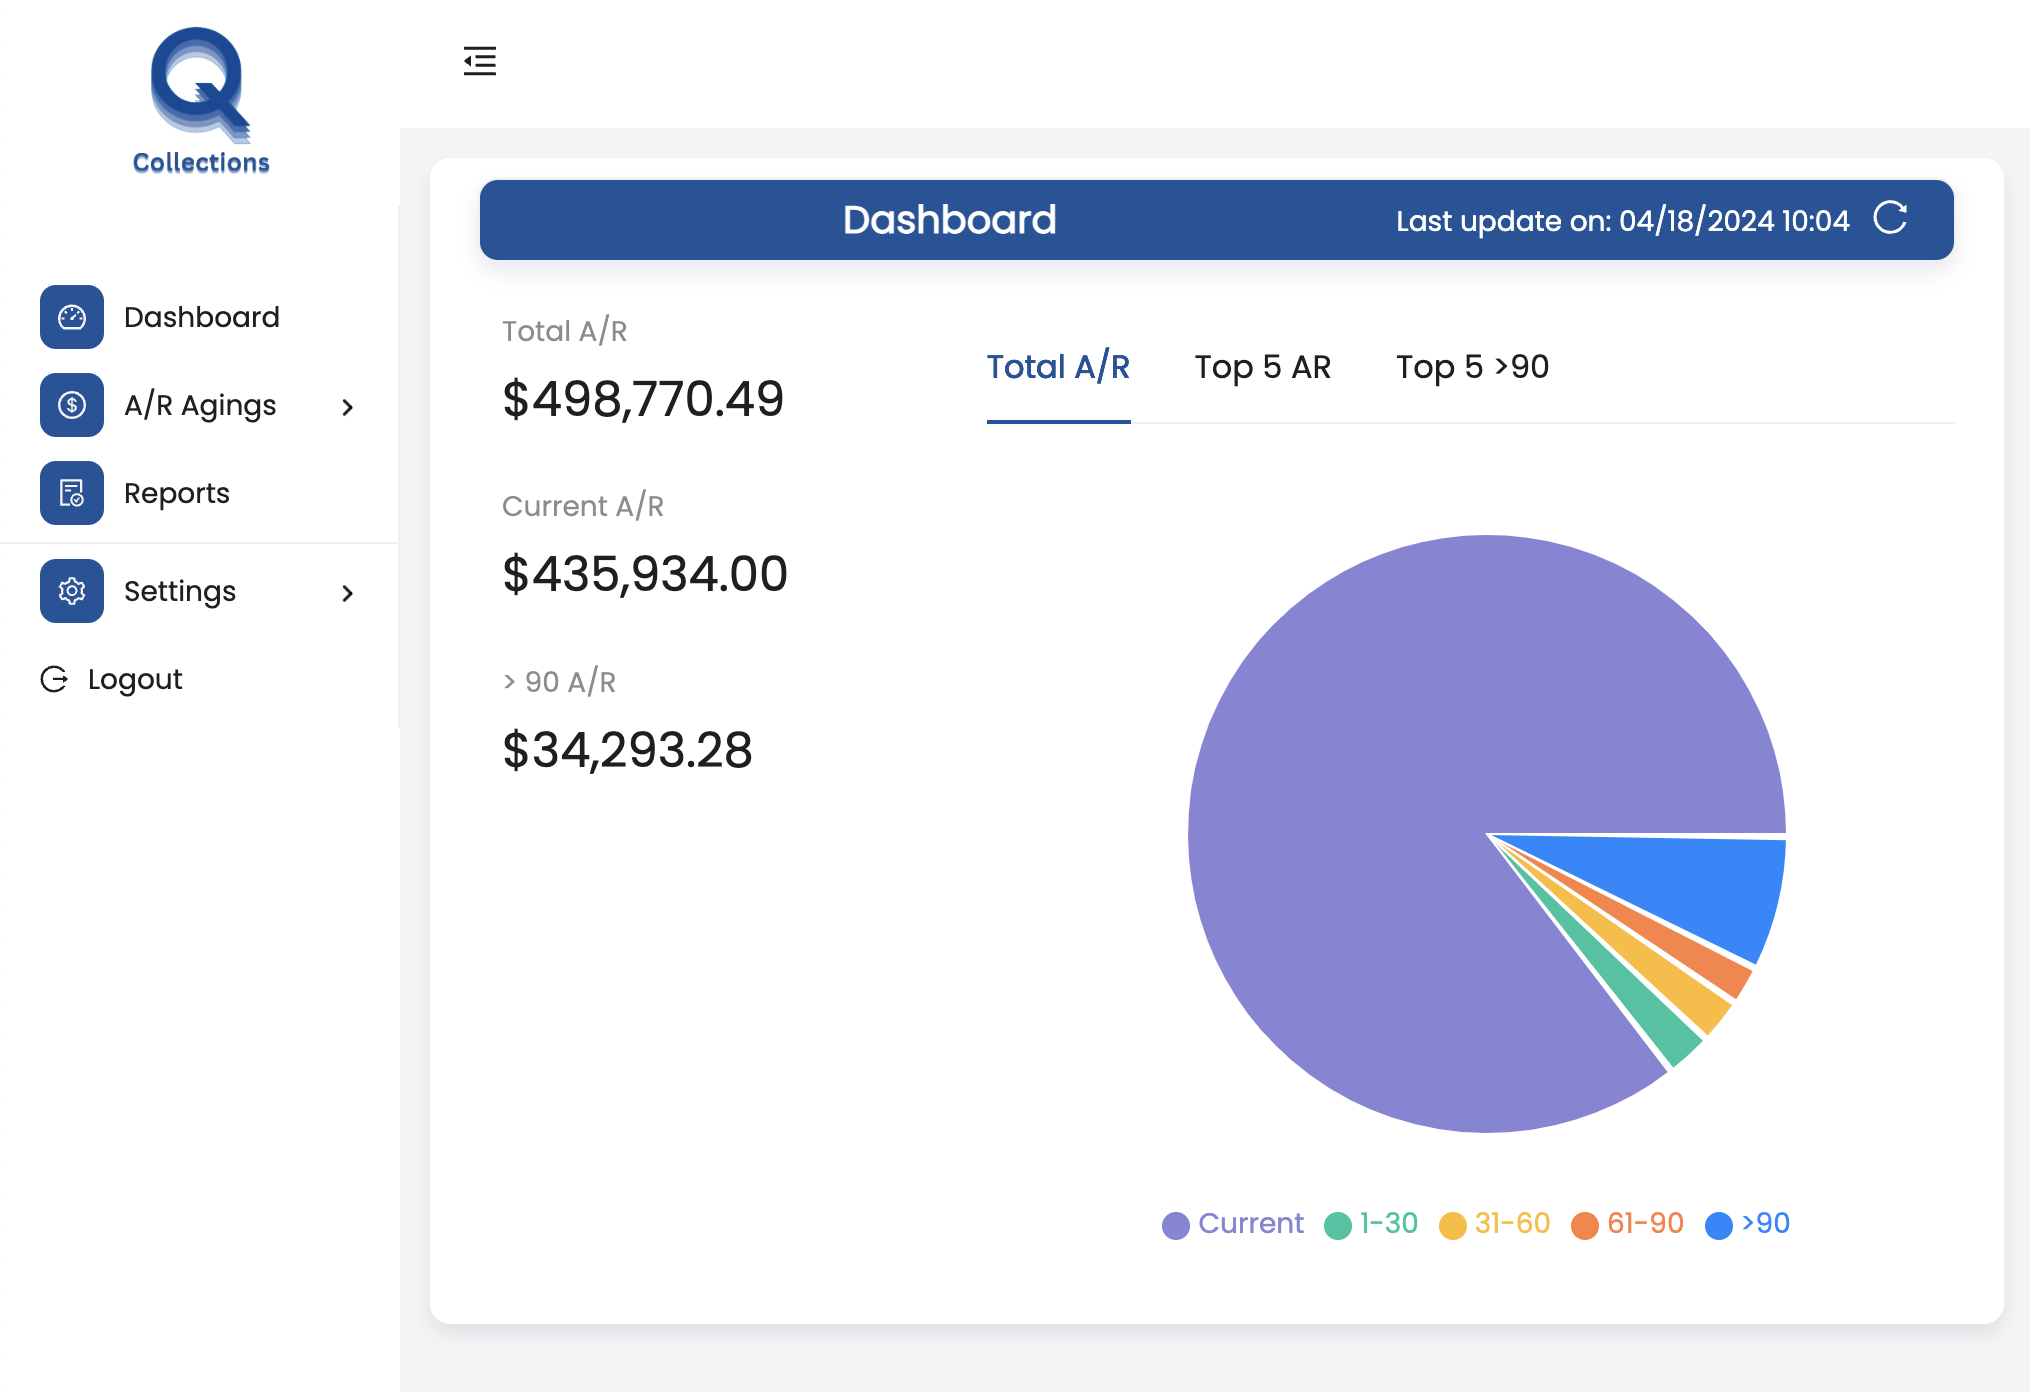 Q
Collections
Dashboard
A/R Agings
Reports
Settings
Logout
Dashboard
Last update on: 04/18/2024 10:04
Total A/R
$498,770.49
Current A/R
$435,934.00
> 90 A/R
$34,293.28
Total A/R Top 5 AR Top 5 >90
Current 1-30 31-60 61-90 >90